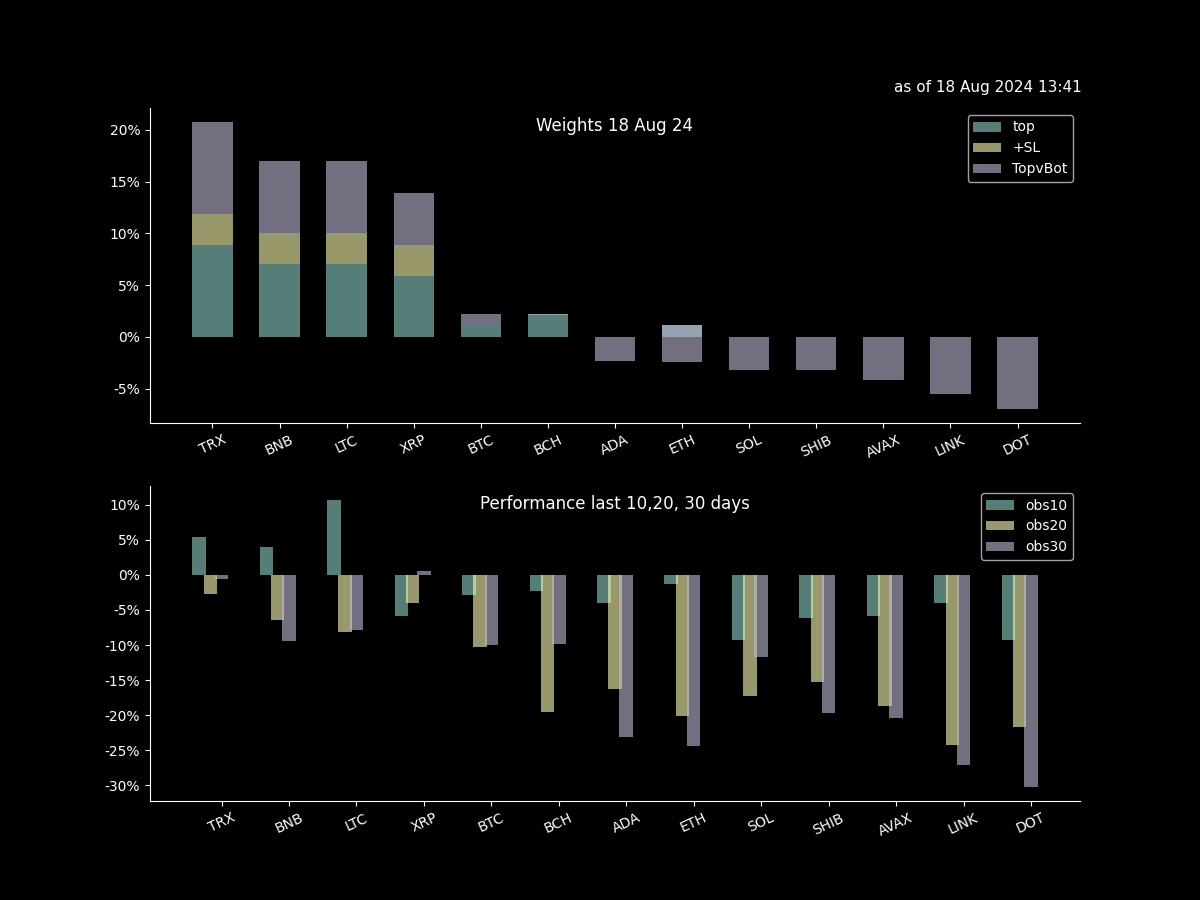 as of 18 Aug 2024 13:41
Weights 18 Aug 24
top
+SL
TopvBot
20%
15%
10%
5%
0%
-5%
TRX BNB LTC XRP BTC BCH ADA ETH SOL SHIB AVAX LINK DOT
Performance last 10,20, 30 days
obs10
obs20
obs30
10%
5%
0%
-5%
-10%
-15%
-20%
-25%
-30%
TRX BNB LTC XRP BTC BCH ADA ETH SOL SHIB AVAX LINK DOT